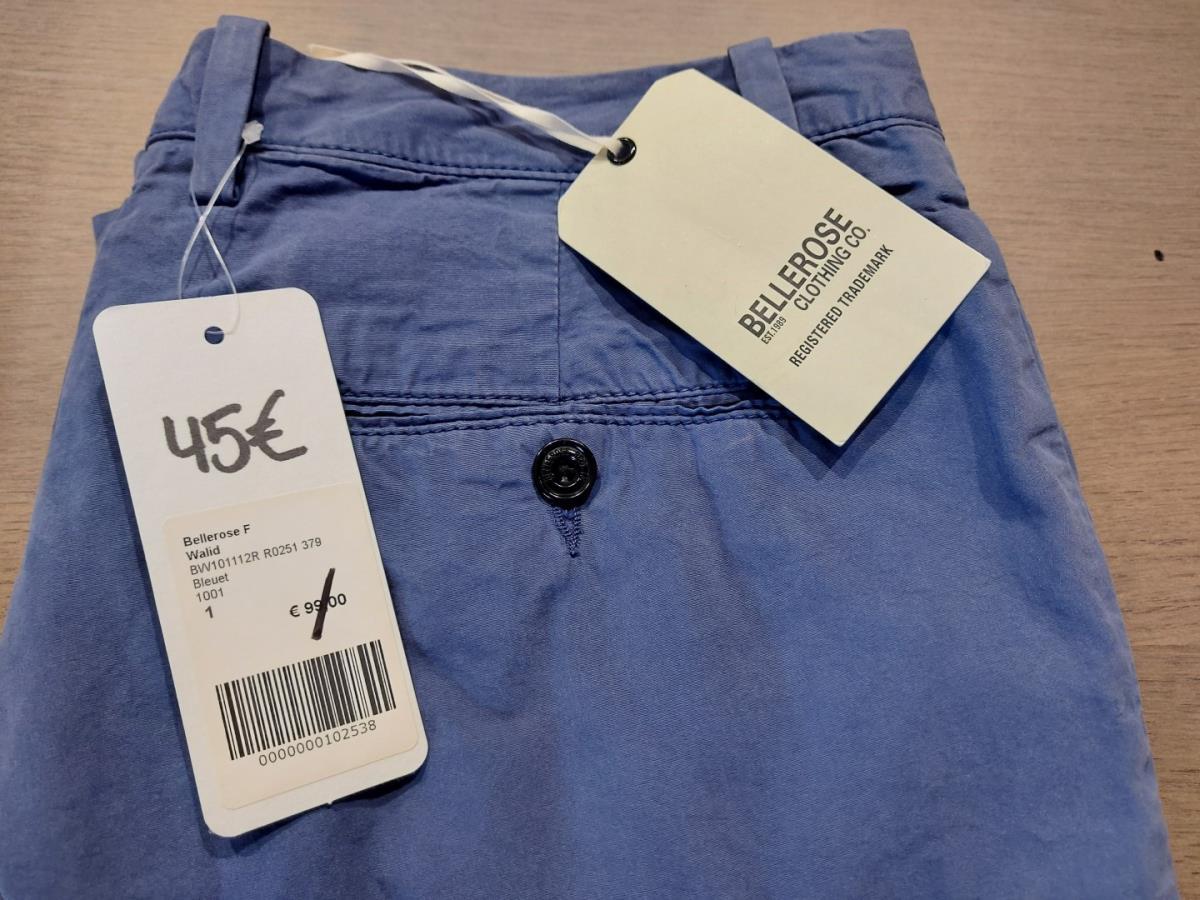 45€
Bellerose F
Walid
BW101112R R0251 379
Bleuet
1001
1 € 99,00
0000000102538
BELLEROSE
EST.1989 CLOTHING CO.
REGISTERED TRADEMARK